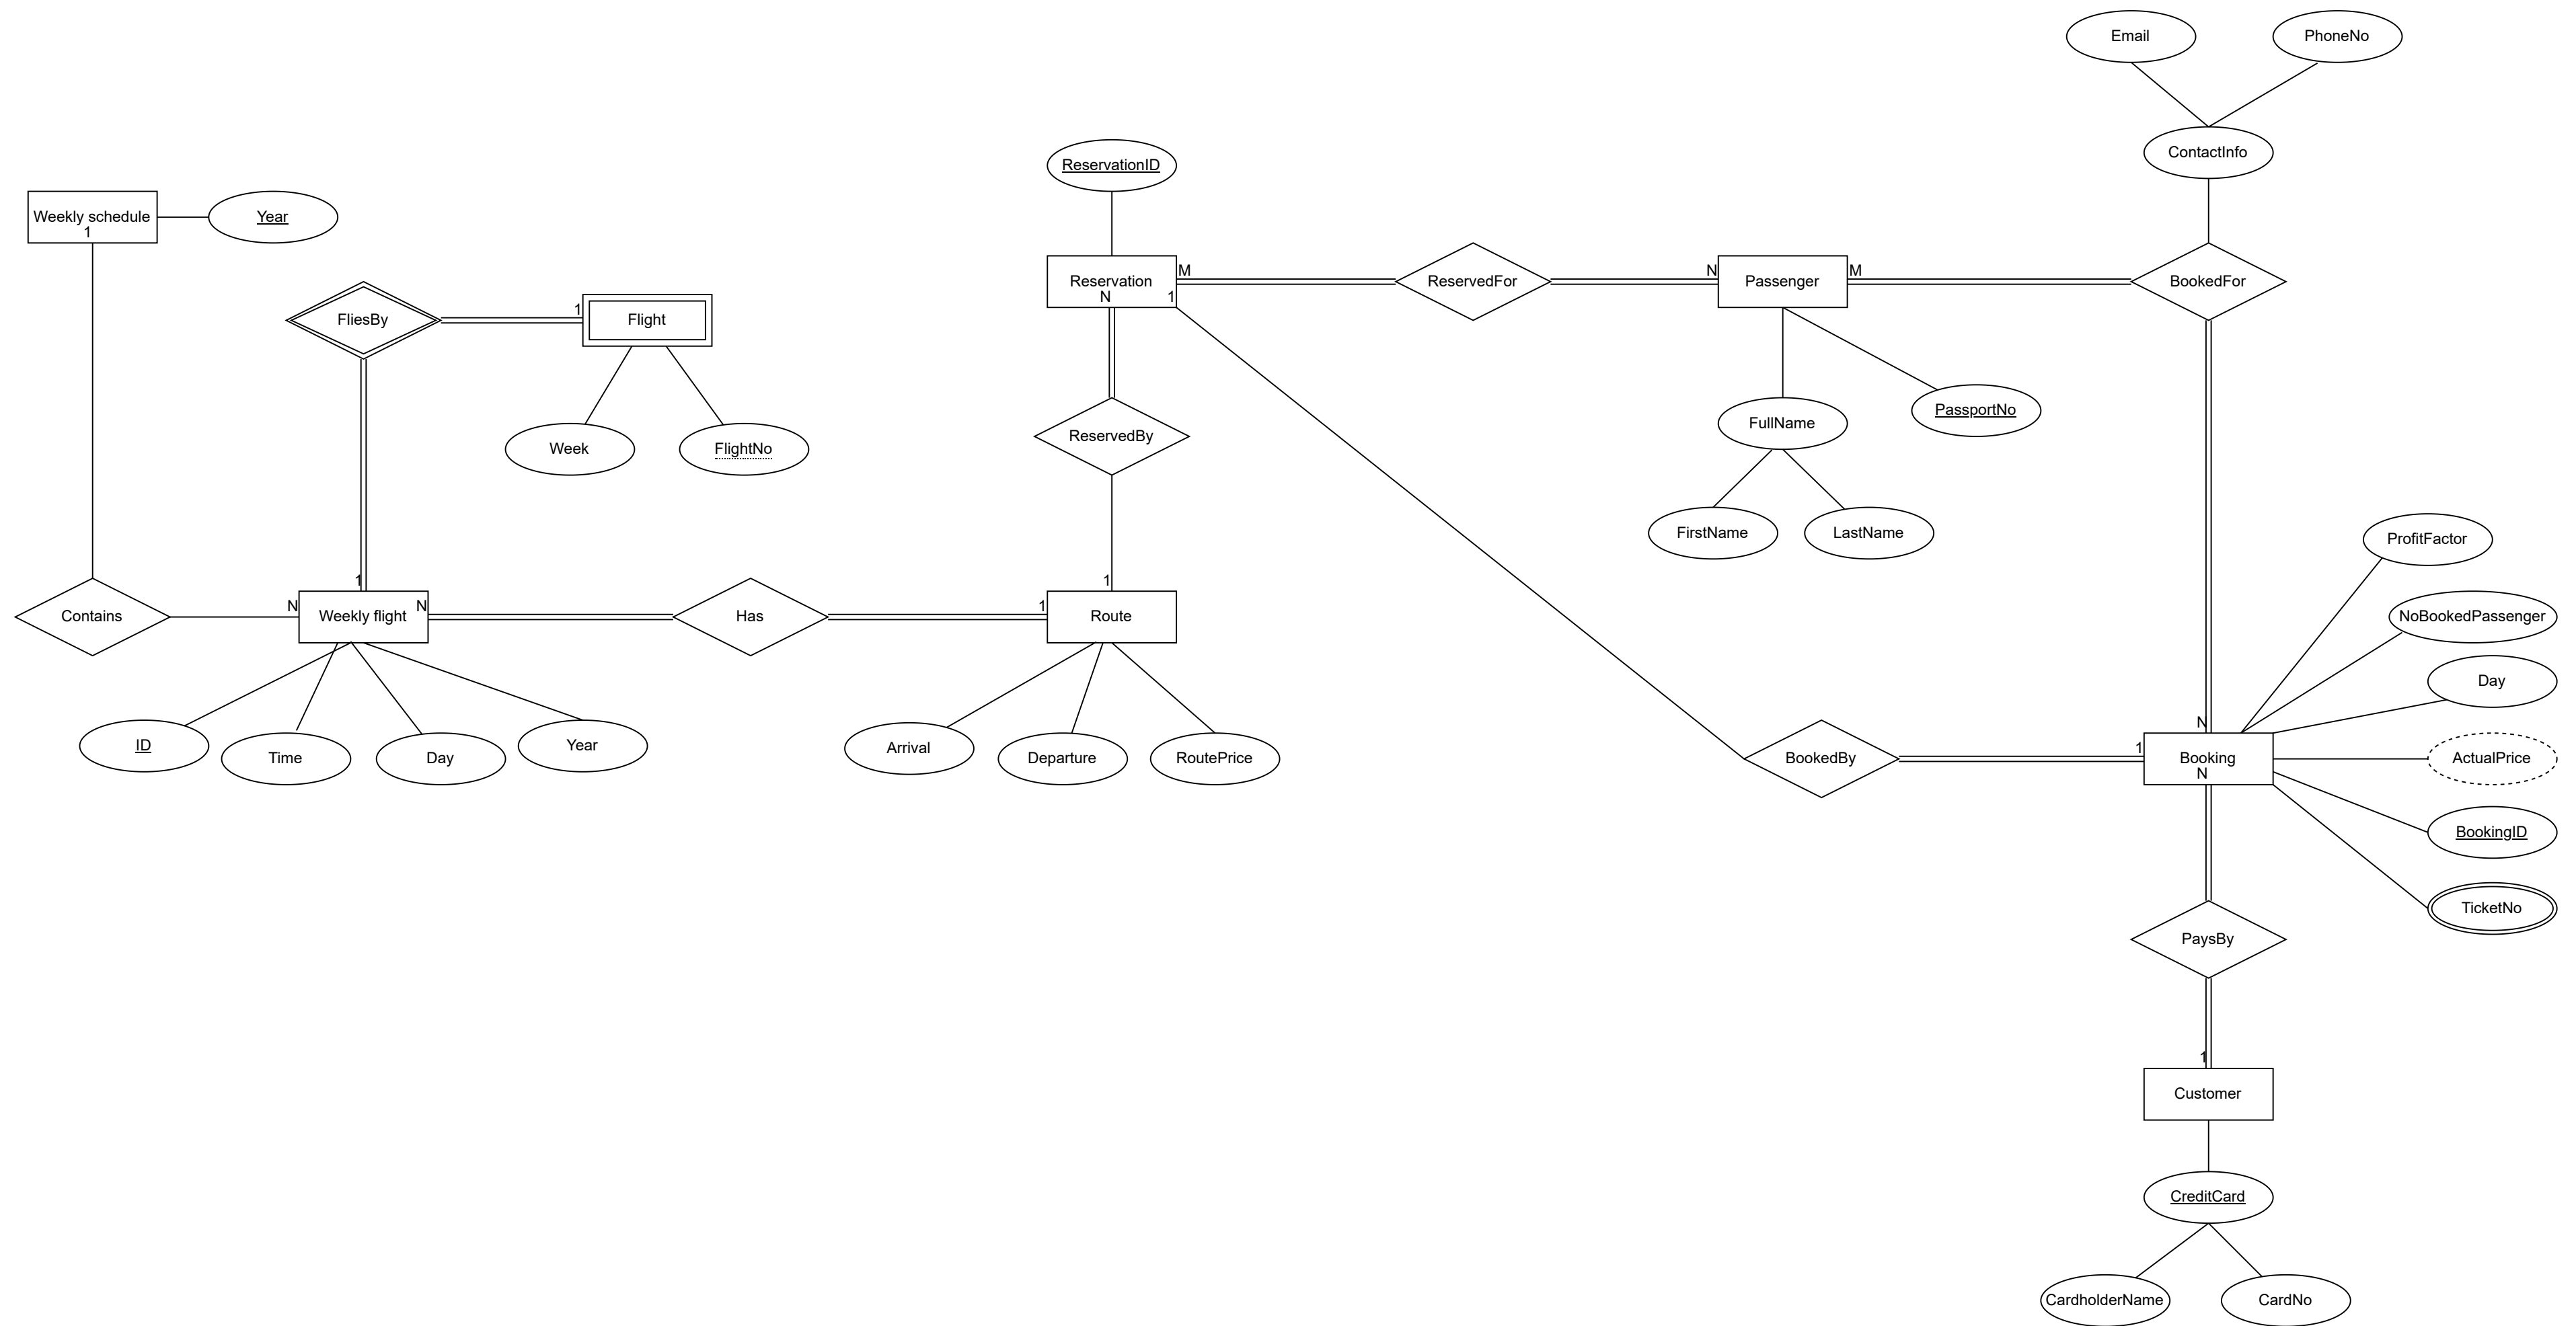 Email
PhoneNo
ContactInfo
ReservationID
Weekly schedule
1
Year
Reservation
N
1
M
ReservedFor
N
Passenger
M
BookedFor
FliesBy
1
Flight
Week
FlightNo
FullName
PassportNo
ReservedBy
FirstName
LastName
ProfitFactor
Contains
N
1
Weekly flight
N
Has
1
1
Route
NoBookedPassenger
Day
ID
Time
Day
Year
Arrival
Departure
RoutePrice
BookedBy
1
N
Booking
N
ActualPrice
BookingID
TicketNo
PaysBy
1
Customer
CreditCard
CardholderName
CardNo